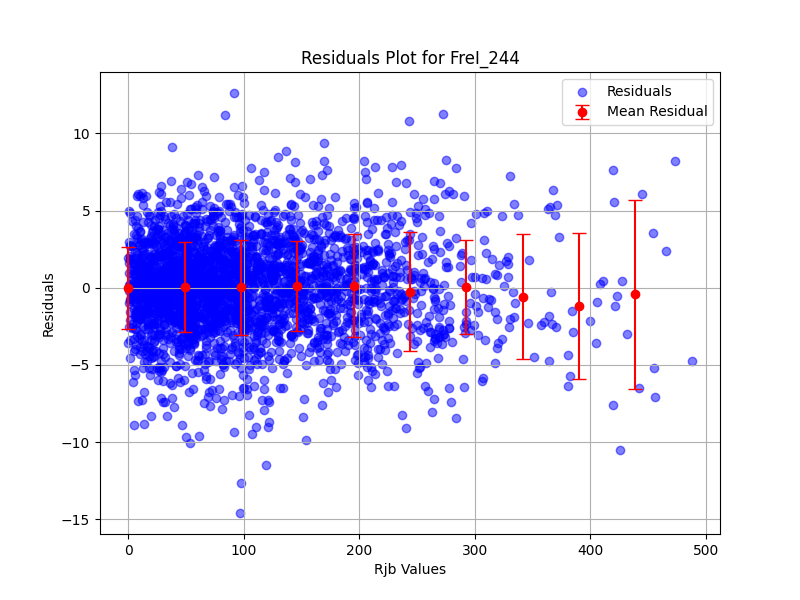 Residuals Plot for FreI_244
Residuals
Mean Residual
Residuals
10
5
0
−5
−10
−15
0 100 200 300 400 500
Rjb Values